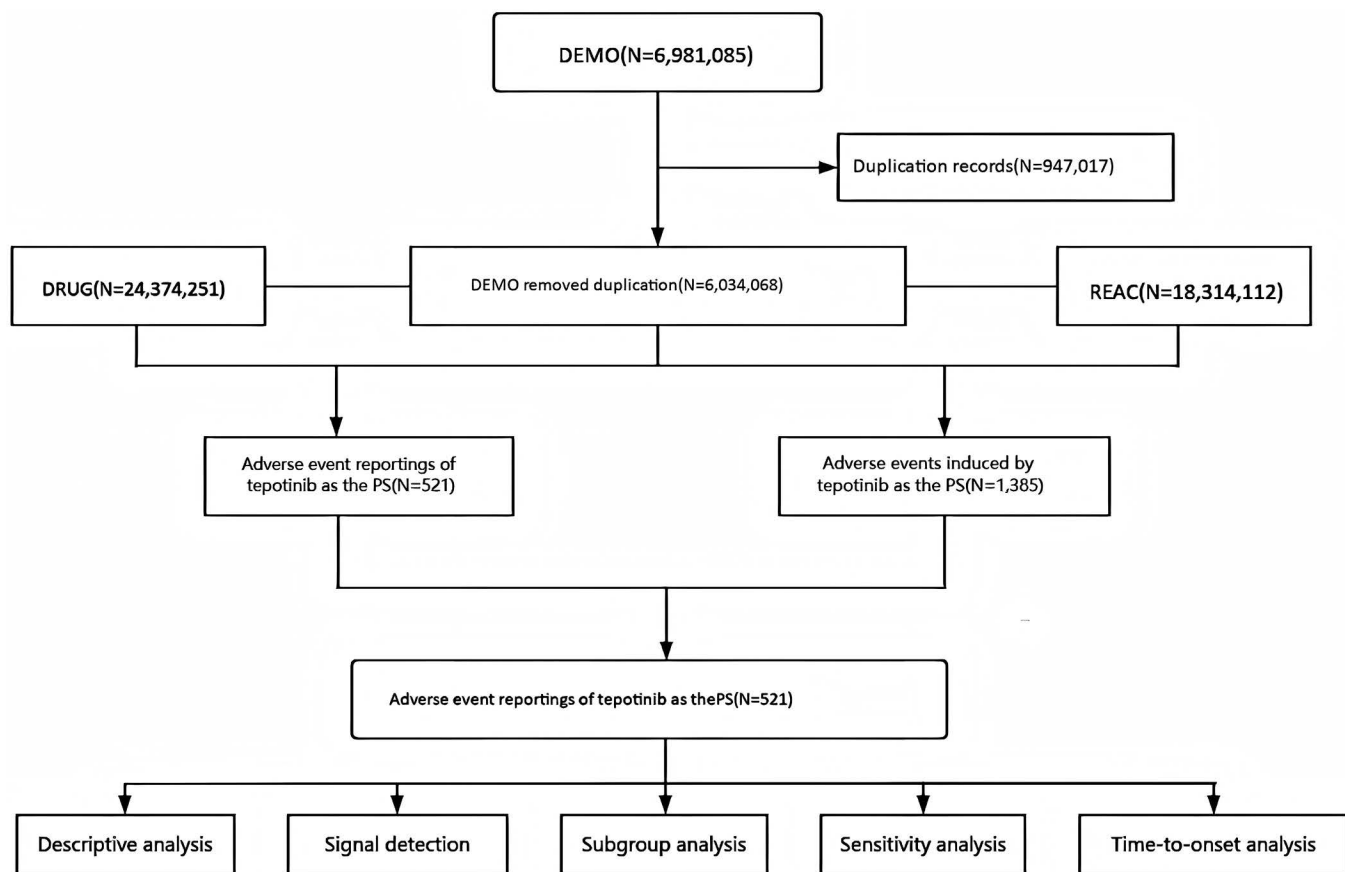 DEMO(N=6,981,085)
Duplication records(N=947,017)
DRUG(N=24,374,251)
DEMO removed duplication(N=6,034,068)
REAC(N=18,314,112)
Adverse event reportings of
tepotinib as the PS(N=521)
Adverse events induced by
tepotinib as the PS(N=1,385)
Adverse event reportings of tepotinib as thePS(N=521)
Descriptive analysis
Signal detection
Subgroup analysis
Sensitivity analysis
Time-to-onset analysis